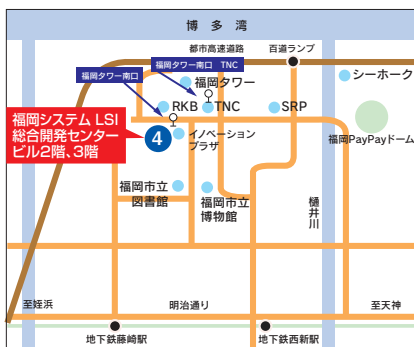 博多湾
都市高速道路
百道ランプ
福岡タワー南口 TNC
福岡タワー南口
福岡タワー
シーホーク
RKB
TNC
SRP
福岡システム LSI
総合開発センター
ビル2階、3階
4
イノベーション
プラザ
福岡PayPayドーム
福岡市立
図書館
福岡市立
博物館
樋井川
至姪浜
明治通り
至天神
地下鉄藤崎駅
地下鉄西新駅